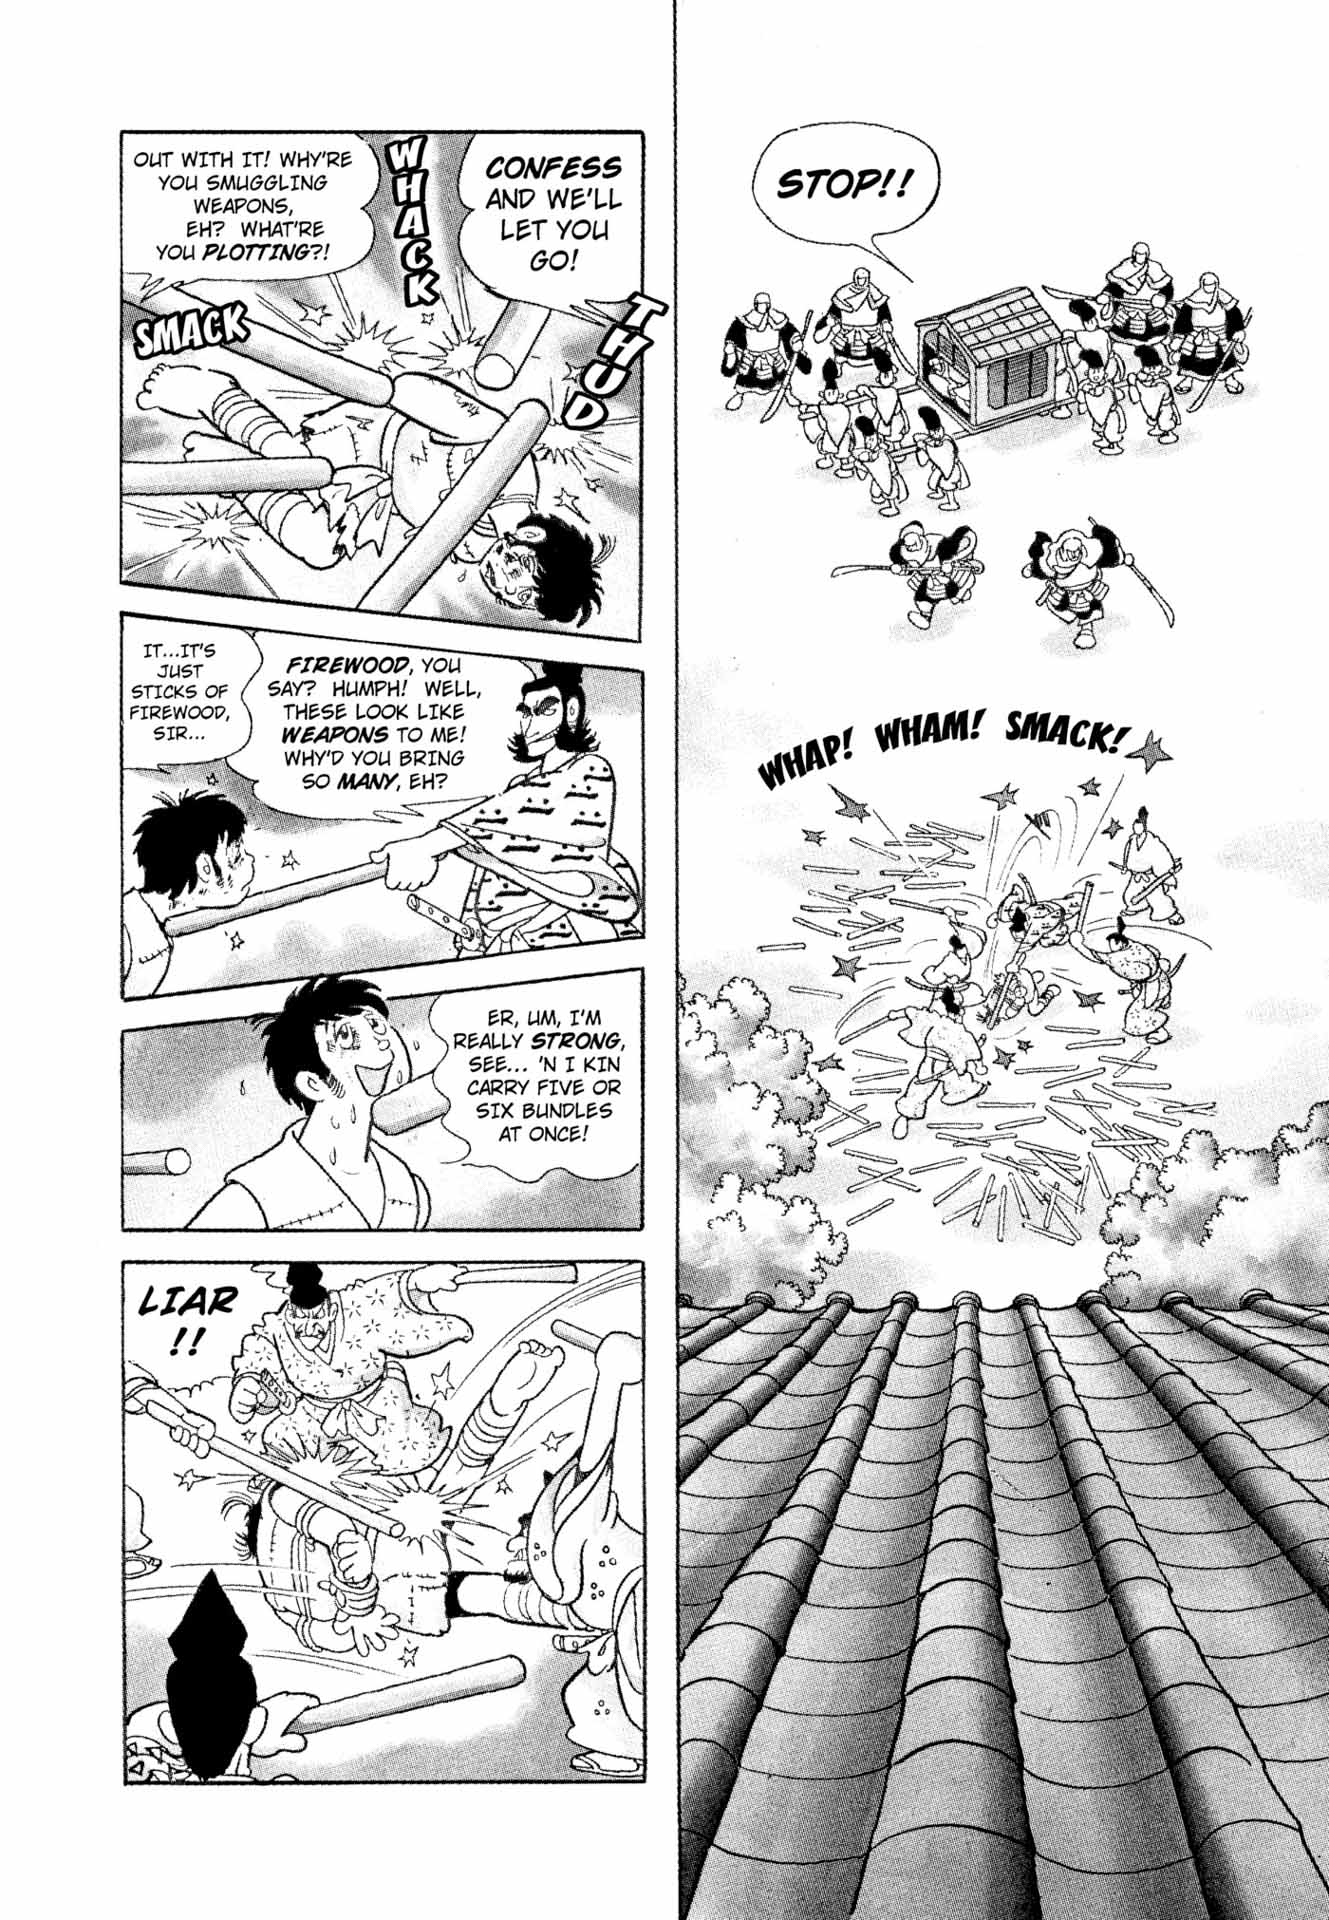 OUT WITH IT! WHY'RE
YOU SMUGGLING
WEAPONS,
EH? WHAT'RE
YOU PLOTTING?!
WHACK
CONFESS
AND WE'LL
LET YOU
GO!
SMACK
THUD
IT...IT'S
JUST
STICKS OF
FIREWOOD,
SIR...
FIREWOOD, YOU
SAY? HUMPH! WELL,
THESE LOOK LIKE
WEAPONS TO ME!
WHY'D YOU BRING
SO MANY, EH?
ER, UM, I'M
REALLY STRONG,
SEE... 'N I KIN
CARRY FIVE OR
SIX BUNDLES
AT ONCE!
LIAR
!!
STOP!!
WHAP! WHAM! SMACK!